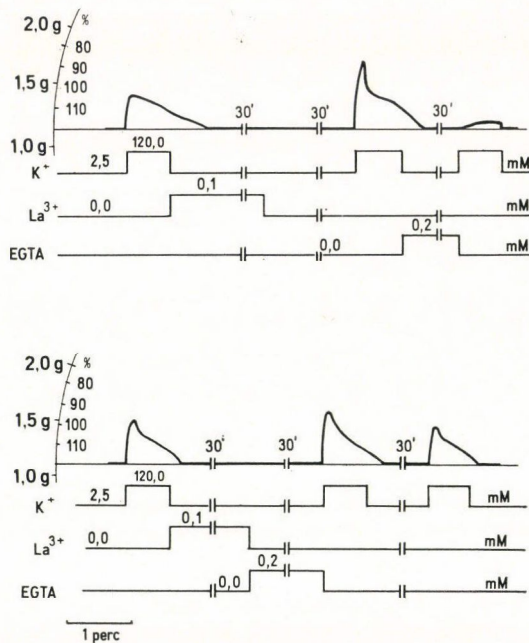 2,0 g %
80
90
1,5 g 100
110
30' 30' 30'
1,0 g
120,0 mM
K⁺ 2,5
0,1
La³⁺ 0,0 mM
0,2
EGTA 0,0 mM
2,0 g %
80
90
1,5 g 100
110
30' 30' 30'
1,0 g
120,0
K⁺ 2,5 mM
0,1
La³⁺ 0,0 mM
0,2
EGTA 0,0 mM
1 perc